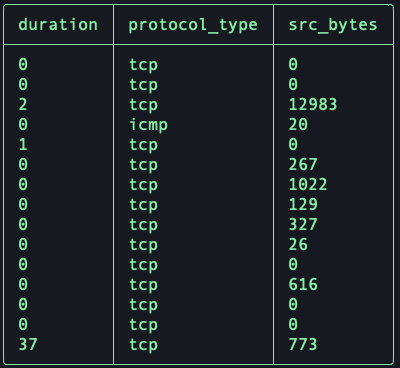 duration protocol_type src_bytes
0 tcp 0
0 tcp 0
2 tcp 12983
0 icmp 20
1 tcp 0
0 tcp 267
0 tcp 1022
0 tcp 129
0 tcp 327
0 tcp 26
0 tcp 0
0 tcp 616
0 tcp 0
0 tcp 0
37 tcp 773